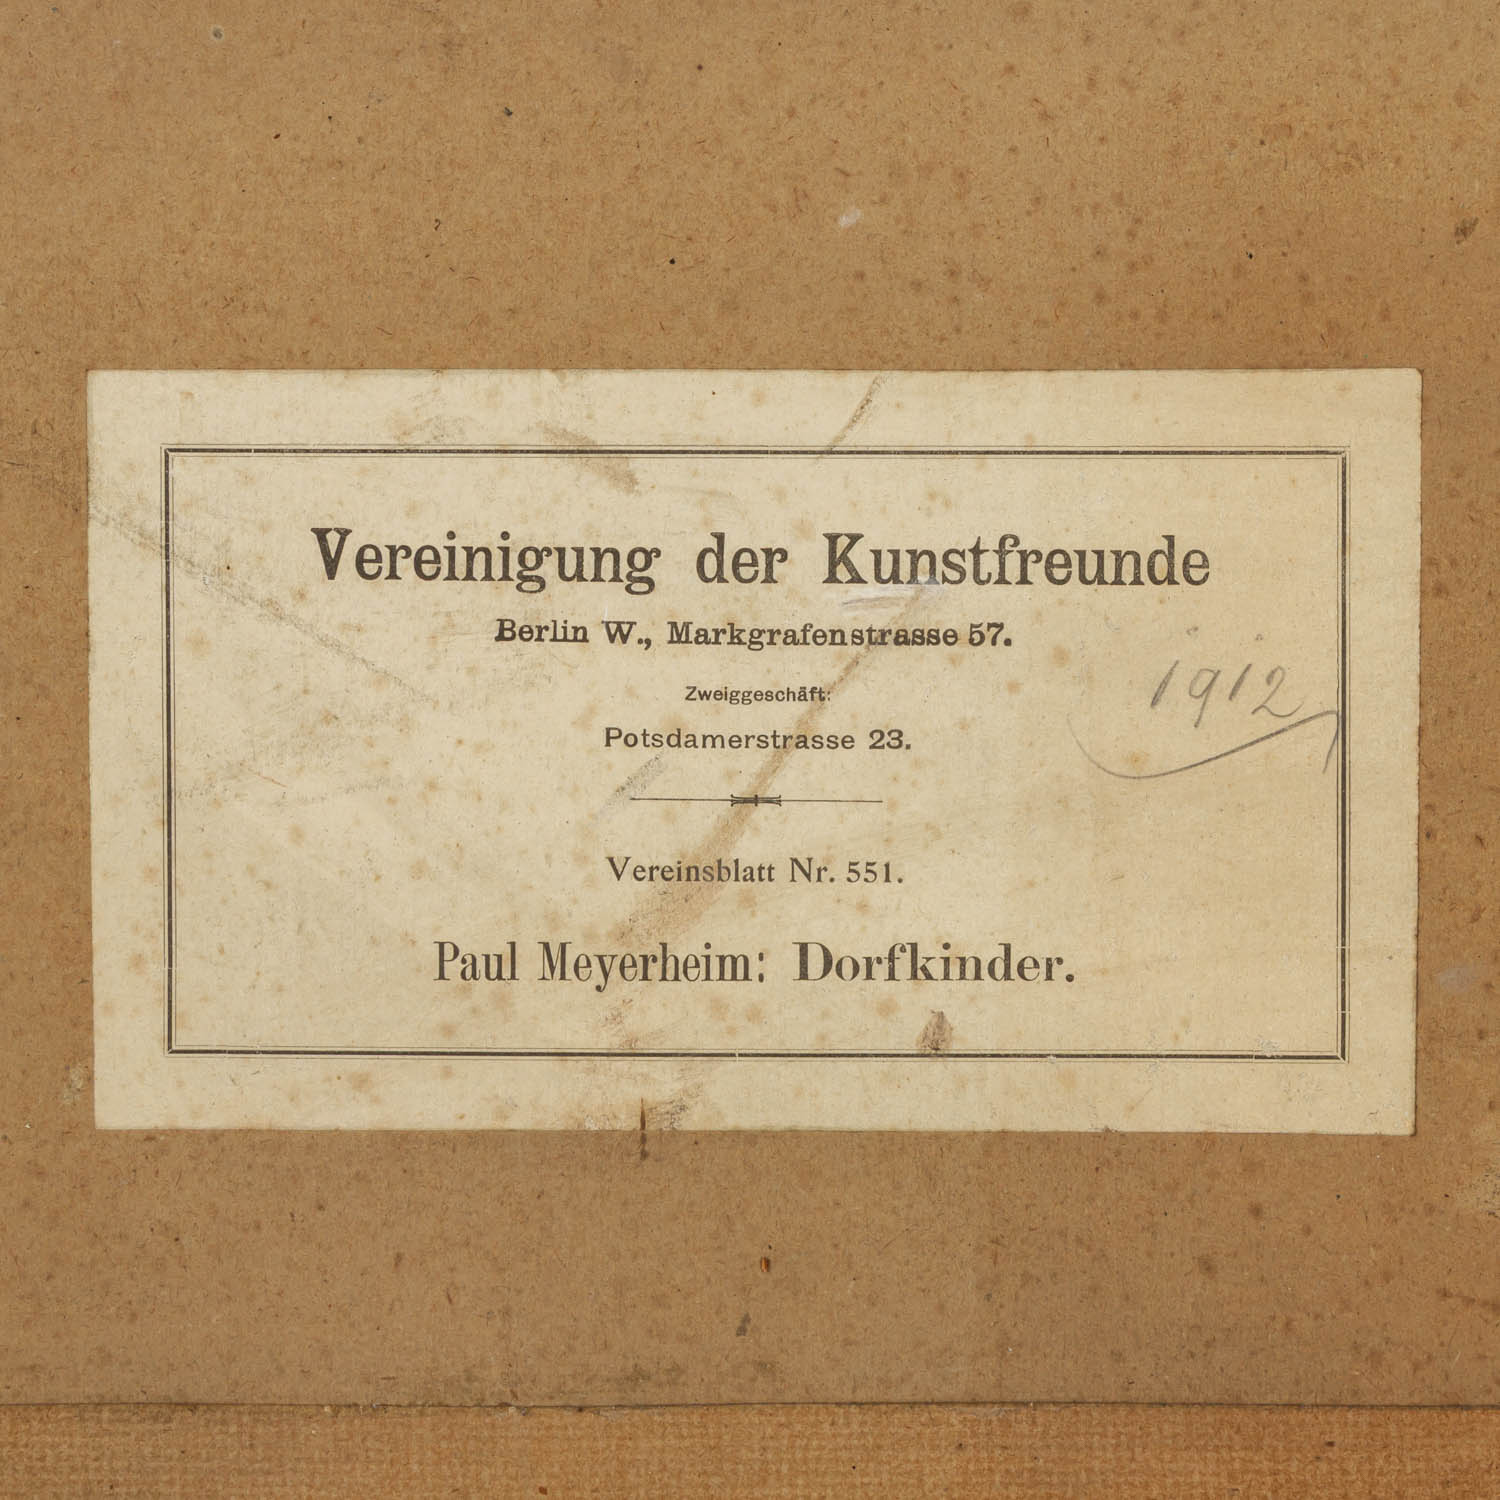 Vereinigung der Kunstfreunde
Berlin W., Markgrafenstrasse 57.
Zweiggeschäft:
Potsdamerstrasse 23.
1912
Vereinsblatt Nr. 551.
Paul Meyerheim: Dorfkinder.